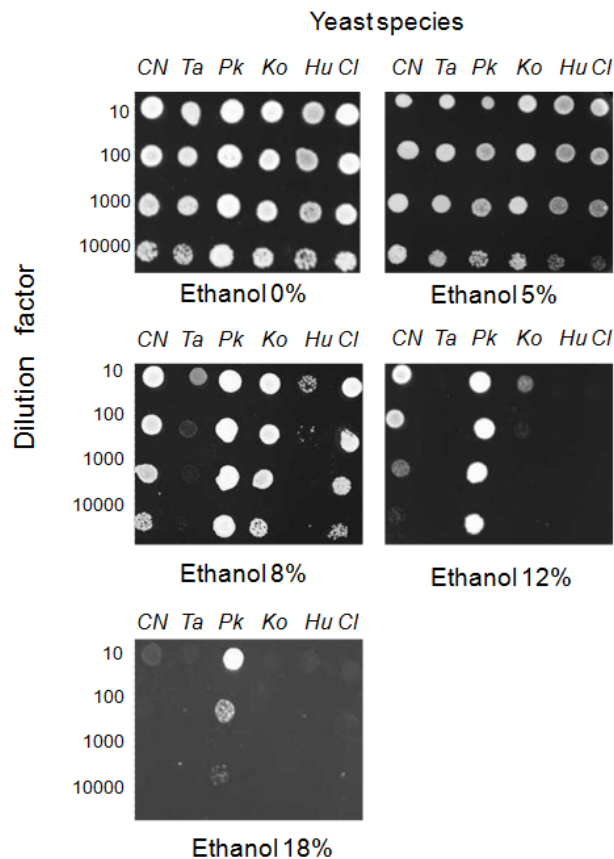 Yeast species
CN Ta Pk Ko Hu Cl
CN Ta Pk Ko Hu Cl
10
100
1000
10000
Ethanol 0%
Ethanol 5%
Dilution factor
CN Ta Pk Ko Hu Cl
CN Ta Pk Ko Hu Cl
10
100
1000
10000
Ethanol 8%
Ethanol 12%
CN Ta Pk Ko Hu Cl
10
100
1000
10000
Ethanol 18%